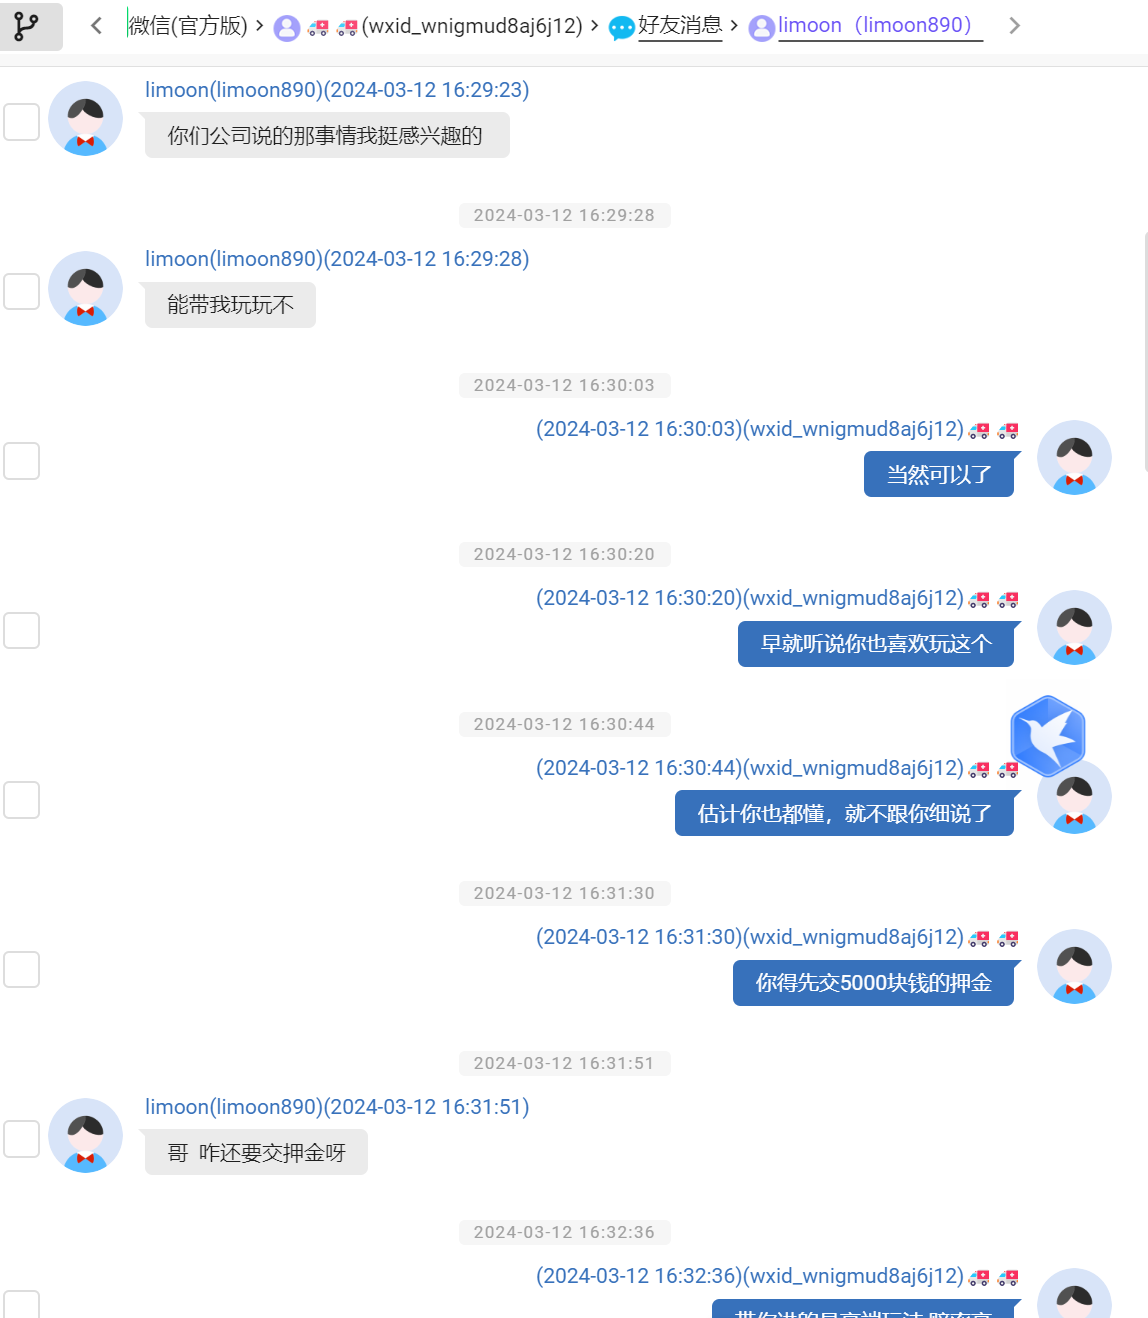 微信(官方版) > 🚑 🚑 (wxid_wnigmud8aj6j12) > 好友消息 > limoon（limoon890）
limoon(limoon890)(2024-03-12 16:29:23)
你们公司说的那事情我挺感兴趣的
2024-03-12 16:29:28
limoon(limoon890)(2024-03-12 16:29:28)
能带我玩玩不
2024-03-12 16:30:03
(2024-03-12 16:30:03)(wxid_wnigmud8aj6j12) 🚑 🚑
当然可以了
2024-03-12 16:30:20
(2024-03-12 16:30:20)(wxid_wnigmud8aj6j12) 🚑 🚑
早就听说你也喜欢玩这个
2024-03-12 16:30:44
(2024-03-12 16:30:44)(wxid_wnigmud8aj6j12) 🚑 🚑
估计你也都懂，就不跟你细说了
2024-03-12 16:31:30
(2024-03-12 16:31:30)(wxid_wnigmud8aj6j12) 🚑 🚑
你得先交5000块钱的押金
2024-03-12 16:31:51
limoon(limoon890)(2024-03-12 16:31:51)
哥 咋还要交押金呀
2024-03-12 16:32:36
(2024-03-12 16:32:36)(wxid_wnigmud8aj6j12) 🚑 🚑